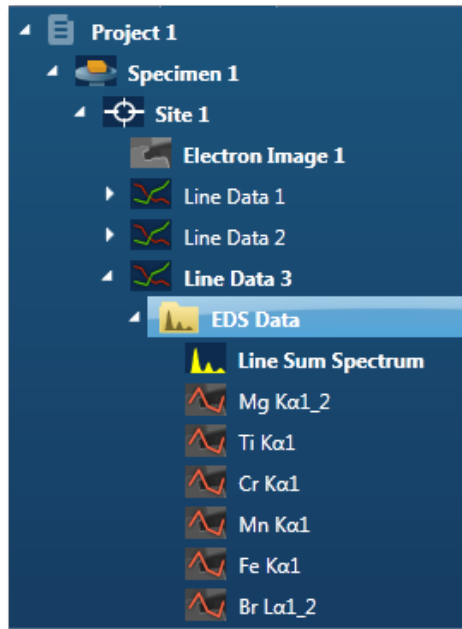 Project 1
Specimen 1
Site 1
Electron Image 1
Line Data 1
Line Data 2
Line Data 3
EDS Data
Line Sum Spectrum
Mg Kα1_2
Ti Kα1
Cr Kα1
Mn Kα1
Fe Kα1
Br Lα1_2